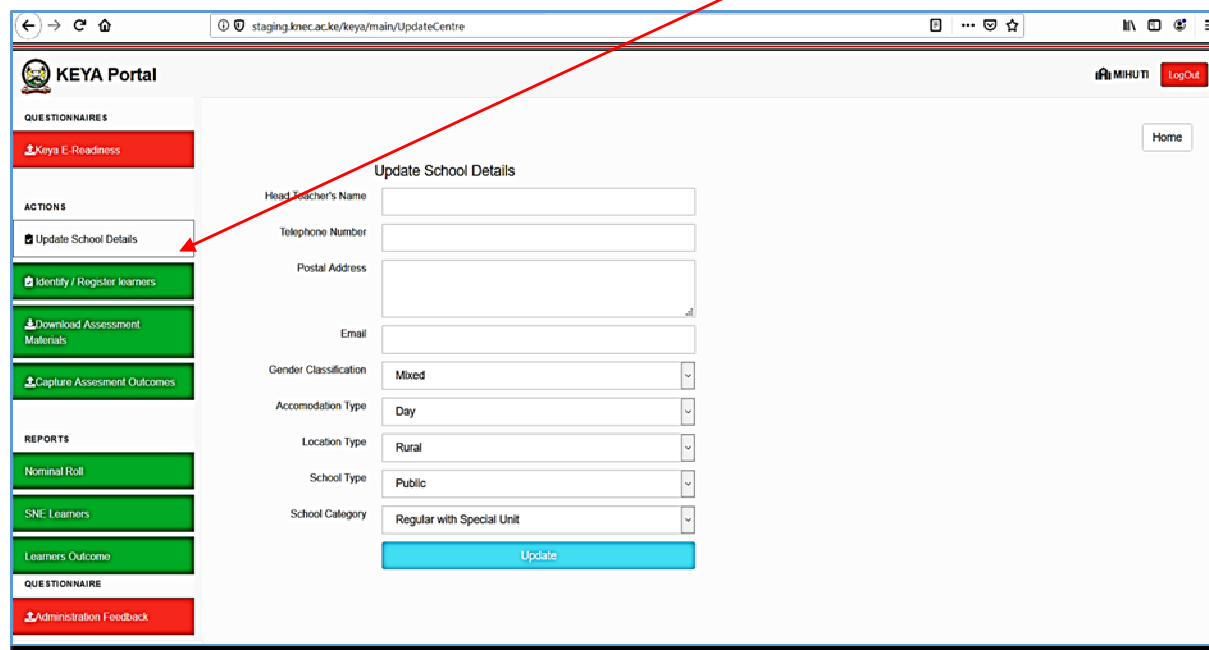 staging.knec.ac.ke/keya/main/UpdateCentre
KEYA Portal
MIHUTI
LogOut
QUESTIONNAIRES
Keya E-Readiness
Home
Update School Details
ACTIONS
Update School Details
Identify / Register learners
Download Assessment
Materials
Capture Assesment Outcomes
REPORTS
Nominal Roll
SNE Learners
Learners Outcome
QUESTIONNAIRE
Administration Feedback
Head Teacher's Name
Telephone Number
Postal Address
Email
Gender Classification Mixed
Accomodation Type Day
Location Type Rural
School Type Public
School Category Regular with Special Unit
Update